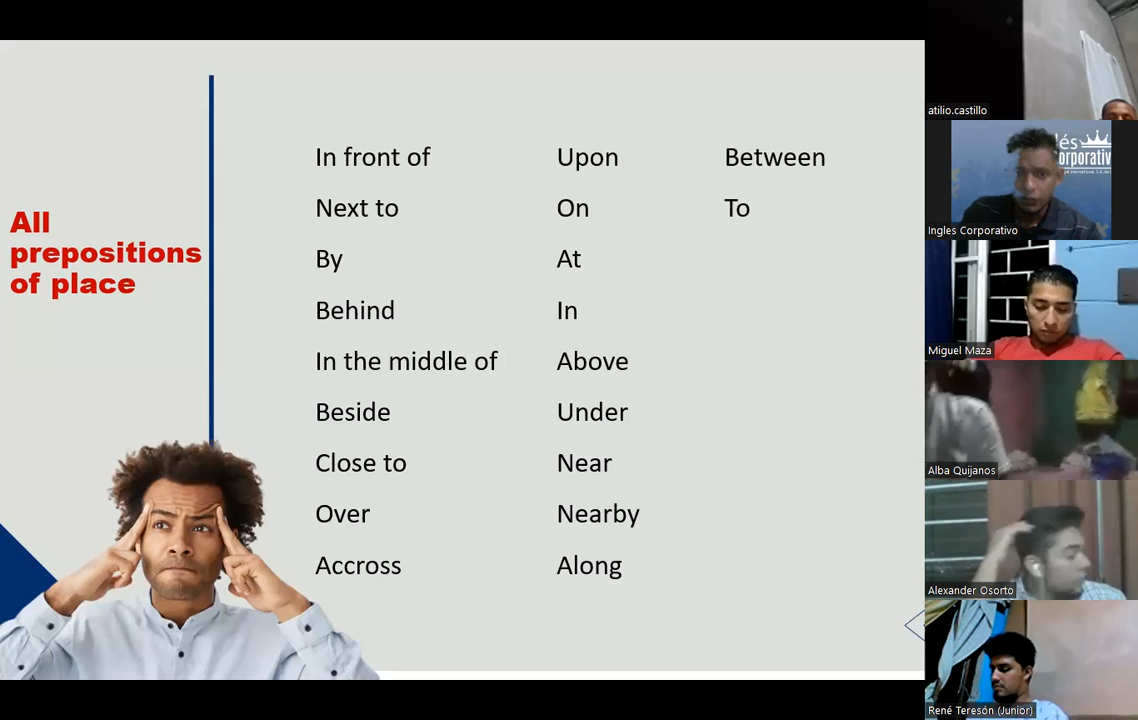 All
prepositions
of place
In front of
Next to
By
Behind
In the middle of
Beside
Close to
Over
Accross
Upon
On
At
In
Above
Under
Near
Nearby
Along
Between
To
atilio.castillo
Ingles Corporativo
Miguel Maza
Alba Quijanos
Alexander Osorto
René Teresón (Junior)